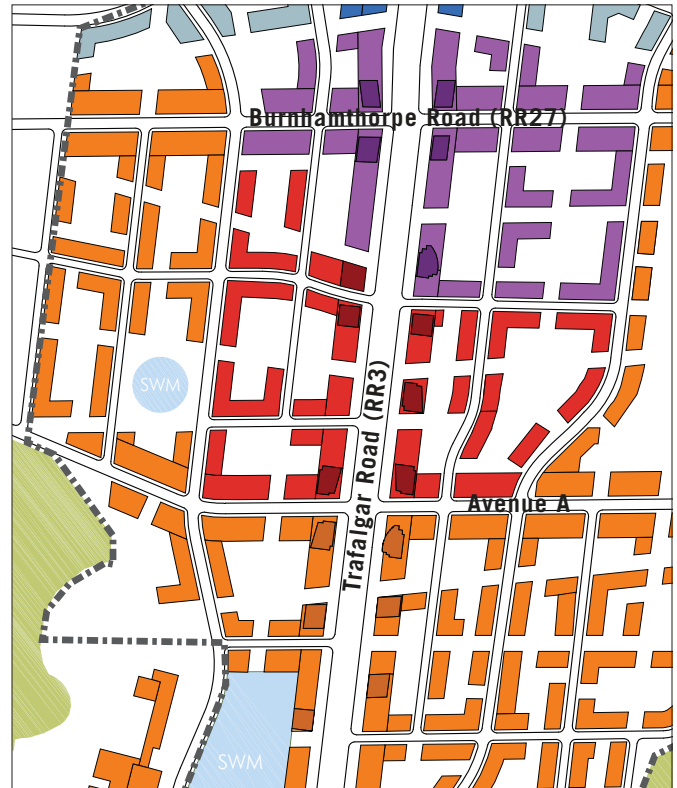 Burnhamthorpe Road (RR27)
SWM
Trafalgar Road (RR3)
Avenue A
SWM